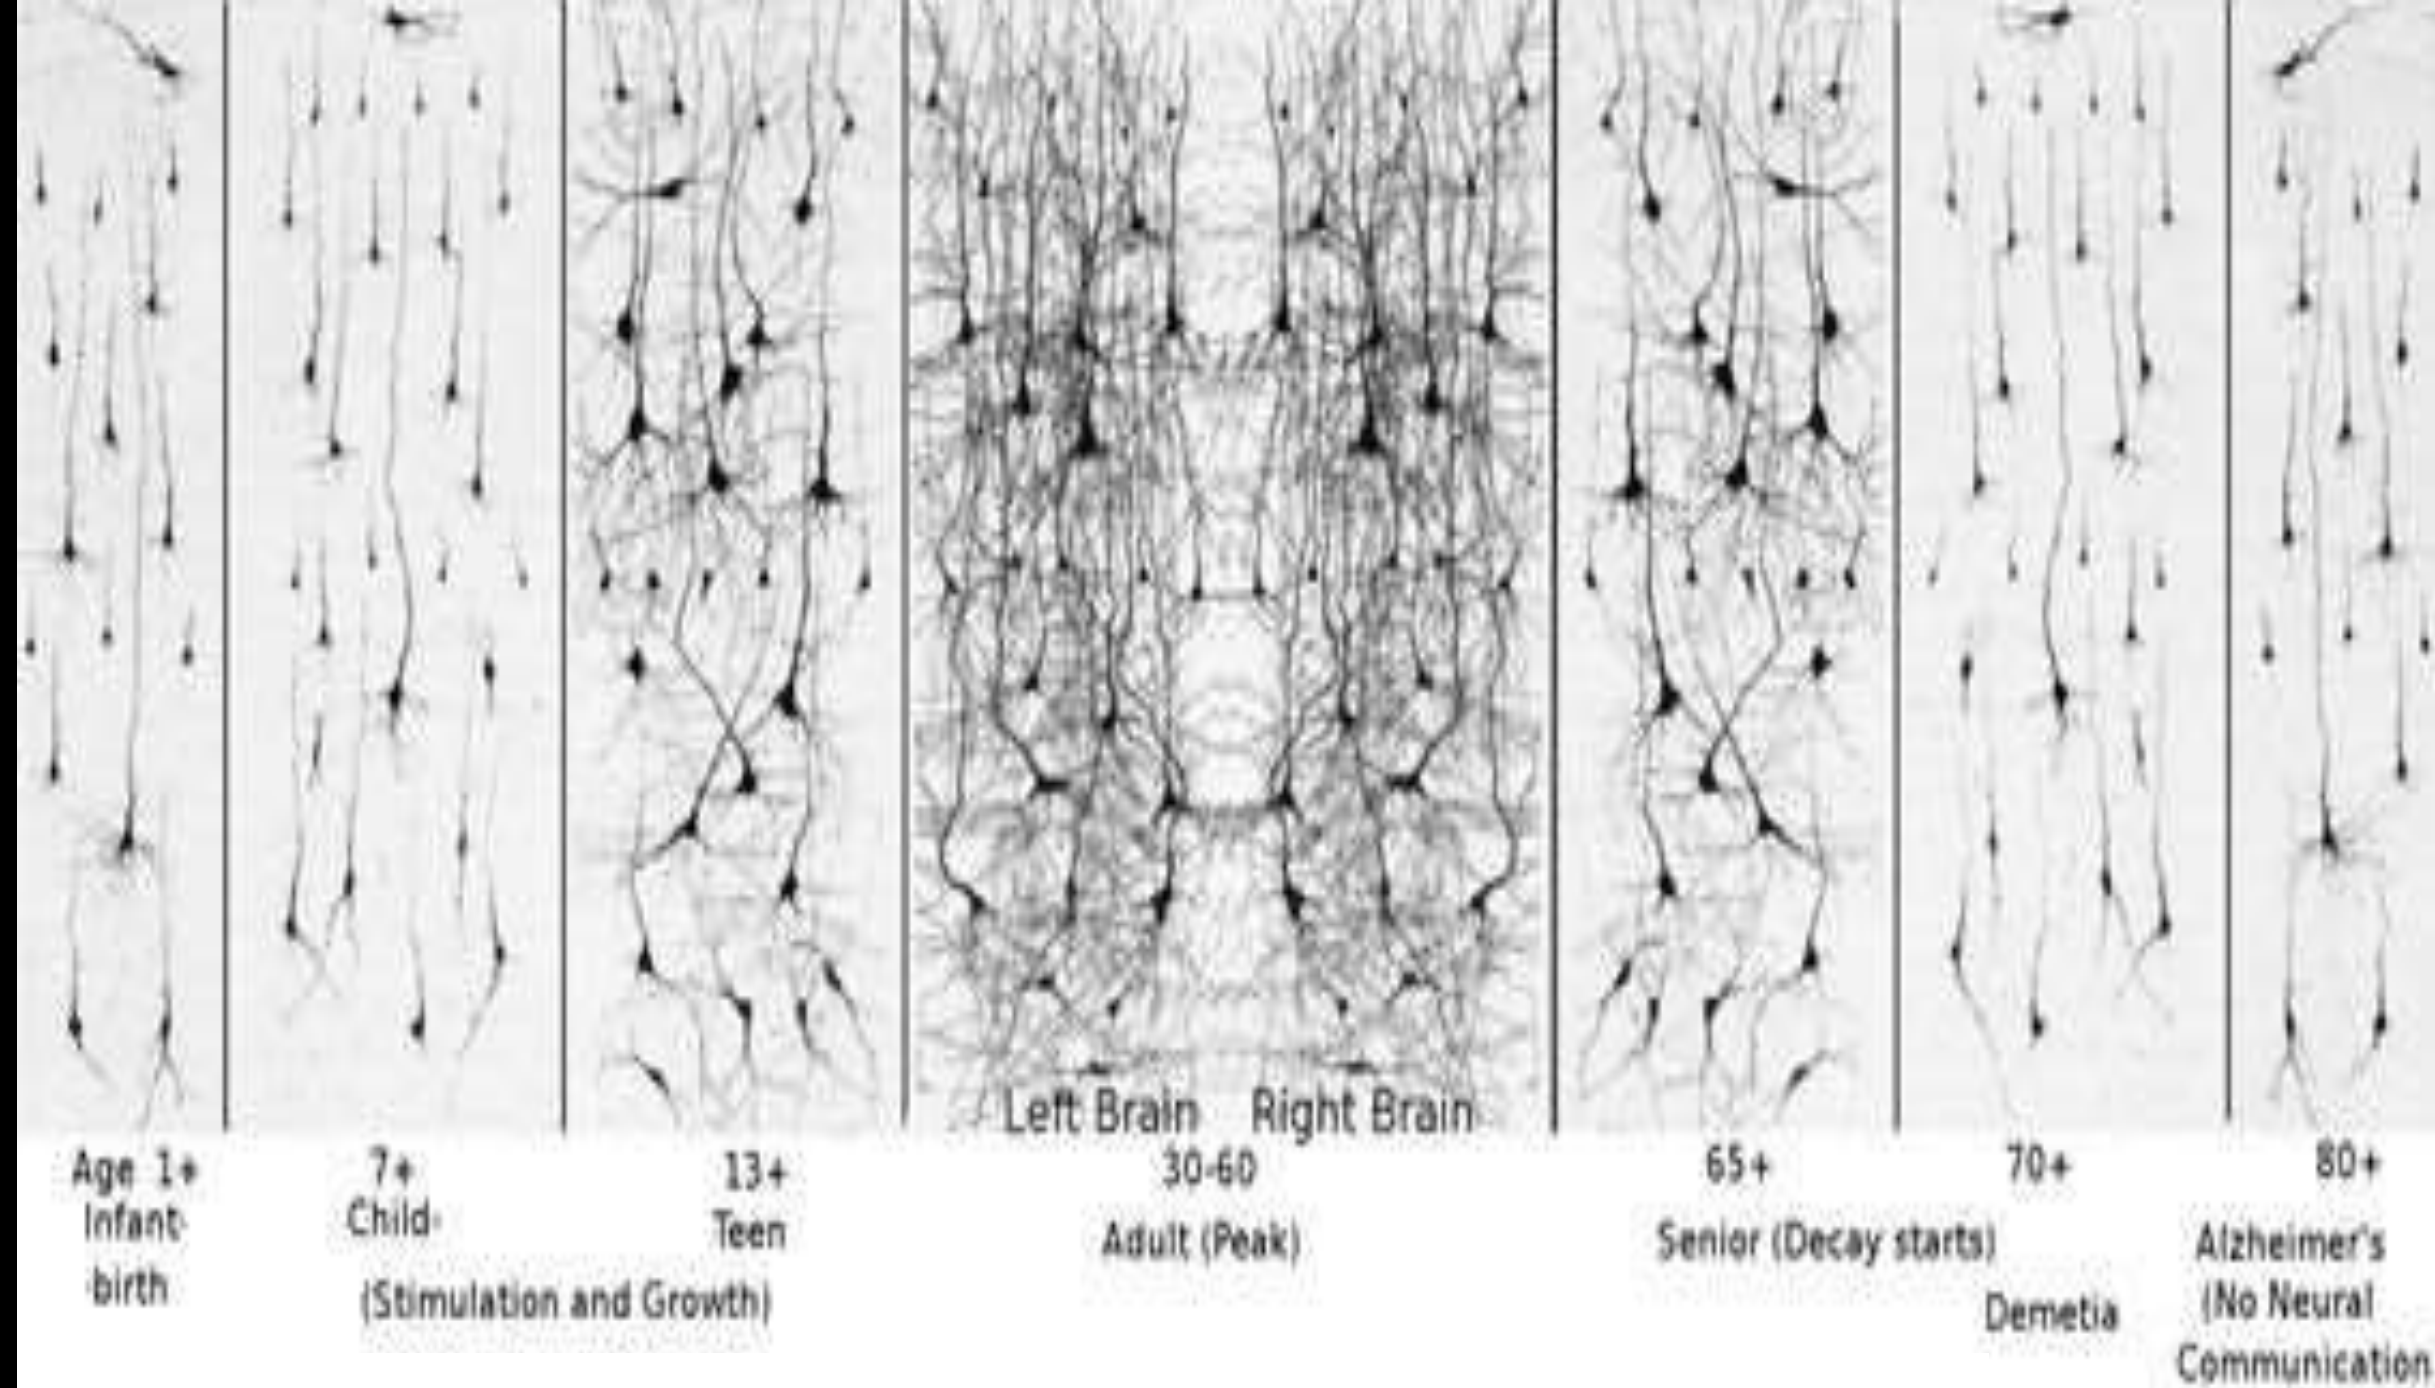 Left Brain Right Brain
Age 1+ 7+ 13+ 30-60 65+ 70+ 80+
Infant- Child- Teen Adult (Peak) Senior (Decay starts) Alzheimer's
birth (Stimulation and Growth) Demetia (No Neural
Communication